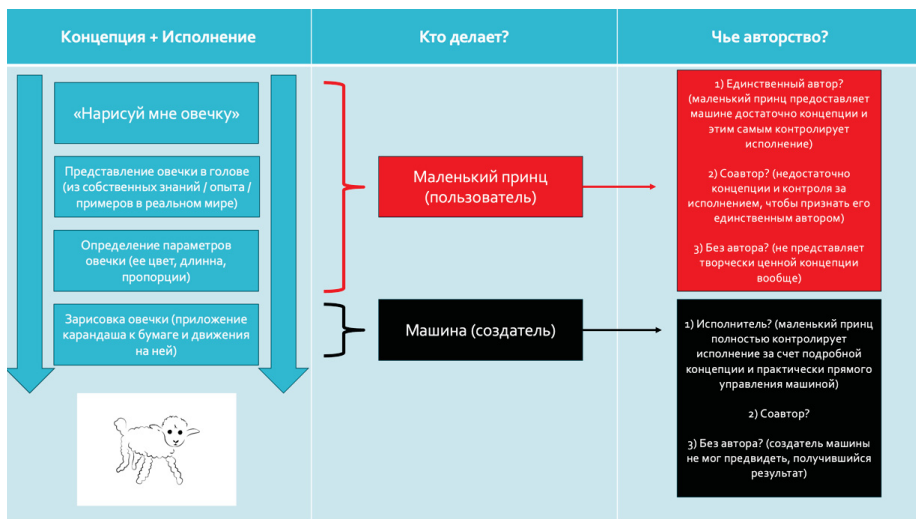 Концепция + Исполнение
Кто делает?
Чье авторство?
«Нарисуй мне овечку»
Представление овечки в голове
(из собственных знаний / опыта /
примеров в реальном мире)
Определение параметров
овечки (ее цвет, длинна,
пропорции)
Зарисовка овечки (приложение
карандаша к бумаге и движения
на ней)
Маленький принц
(пользователь)
Машина (создатель)
1) Единственный автор?
(маленький принц предоставляет
машине достаточно концепции и
этим самым контролирует
исполнение)
2) Соавтор? (недостаточно
концепции и контроля за
исполнением, чтобы признать его
единственным автором)
3) Без автора? (не представляет
творчески ценной концепции
вообще)
1) Исполнитель? (маленький принц
полностью контролирует
исполнение за счет подробной
концепции и практически прямого
управления машиной)
2) Соавтор?
3) Без автора? (создатель машины
не мог предвидеть, получившийся
результат)